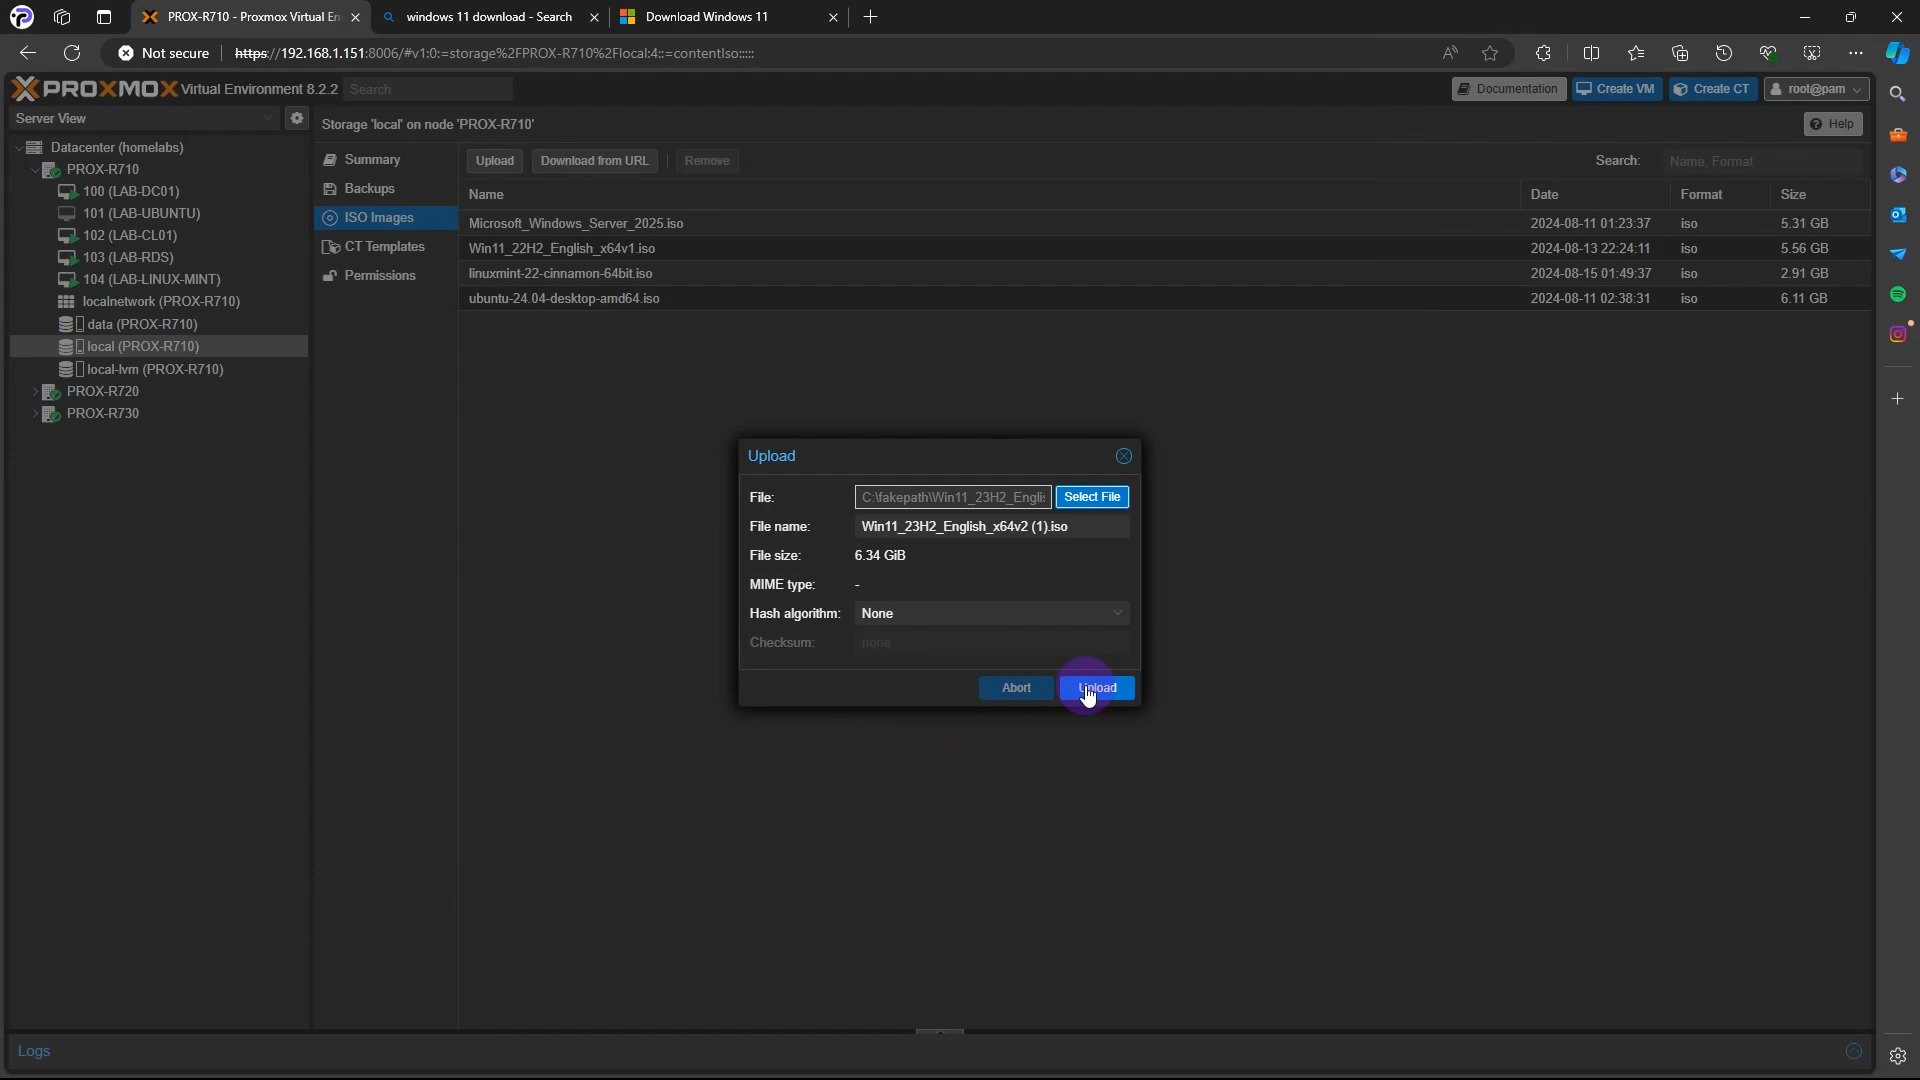 PROX-R710 - Proxmox Virtual En
windows 11 download - Search
Download Windows 11
Not secure
https://192.168.1.151:8006/#v1:0:=storage%2FPROX-R710%2Flocal:4::=contentIso:::::
PROXMOX Virtual Environment 8.2.2
Search
Documentation
Create VM
Create CT
root@pam
Server View
Storage 'local' on node 'PROX-R710'
Help
Datacenter (homelabs)
PROX-R710
100 (LAB-DC01)
101 (LAB-UBUNTU)
102 (LAB-CL01)
103 (LAB-RDS)
104 (LAB-LINUX-MINT)
localnetwork (PROX-R710)
data (PROX-R710)
local (PROX-R710)
local-lvm (PROX-R710)
PROX-R720
PROX-R730
Summary
Backups
ISO Images
CT Templates
Permissions
Upload
Download from URL
Remove
Search:
Name, Format
Name
Date
Format
Size
Microsoft_Windows_Server_2025.iso
2024-08-11 01:23:37
iso
5.31 GB
Win11_22H2_English_x64v1.iso
2024-08-13 22:24:11
iso
5.56 GB
linuxmint-22-cinnamon-64bit.iso
2024-08-15 01:49:37
iso
2.91 GB
ubuntu-24.04-desktop-amd64.iso
2024-08-11 02:38:31
iso
6.11 GB
Upload
File:
C:\fakepath\Win11_23H2_Englis
Select File
File name:
Win11_23H2_English_x64v2 (1).iso
File size:
6.34 GiB
MIME type:
-
Hash algorithm:
None
Checksum:
none
Abort
Upload
Logs